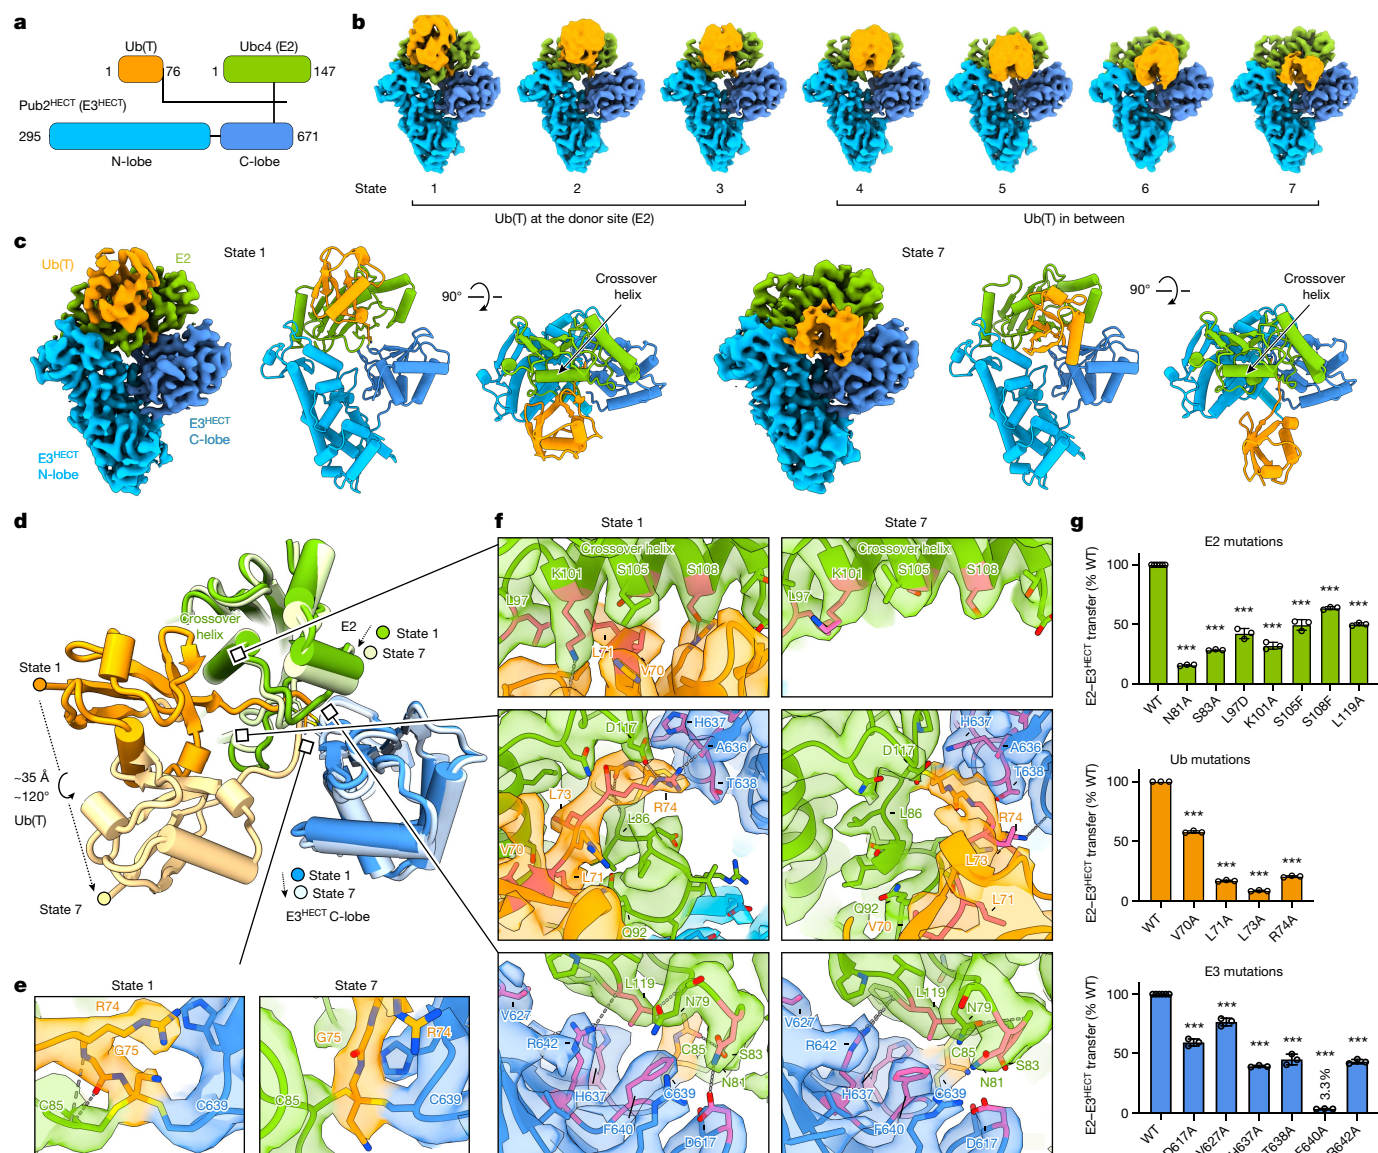 a
Ub(T)
Ubc4 (E2)
1
76
1
147
Pub2HECT (E3HECT)
295
671
N-lobe
C-lobe
b
State
1
2
3
4
5
6
7
Ub(T) at the donor site (E2)
Ub(T) in between
c
State 1
Ub(T)
E2
90°
Crossover
helix
E3HECT
C-lobe
E3HECT
N-lobe
State 7
90°
Crossover
helix
d
Crossover
helix
E2
State 1
State 7
State 1
~35 Å
~120°
Ub(T)
State 7
State 1
State 7
E3HECT C-lobe
e
State 1
R74
G75
C85
C639
State 7
G75
R74
C85
C639
f
State 1
State 7
Crossover helix
K101
S105
S108
L97
L71
V70
Crossover helix
K101
S105
S108
L97
D117
H637
A636
T638
L73
R74
L86
V70
L71
Q92
H637
D117
A636
T638
L86
R74
L73
Q92
L71
V70
L119
N79
V627
R642
C85
S83
N81
H637
C639
F640
D617
L119
N79
V627
R642
C85
S83
N81
H637
C639
F640
D617
g
E2 mutations
E2–E3HECT transfer (% WT)
100
50
0
***
***
***
***
***
***
***
WT
N81A
S83A
L97D
K101A
S105F
S108F
L119A
Ub mutations
E2–E3HECT transfer (% WT)
100
50
0
***
***
***
***
WT
V70A
L71A
L73A
R74A
E3 mutations
E2–E3HECT transfer (% WT)
100
50
0
***
***
***
***
***
***
3.3%
WT
D617A
V627A
H637A
T638A
F640A
R642A